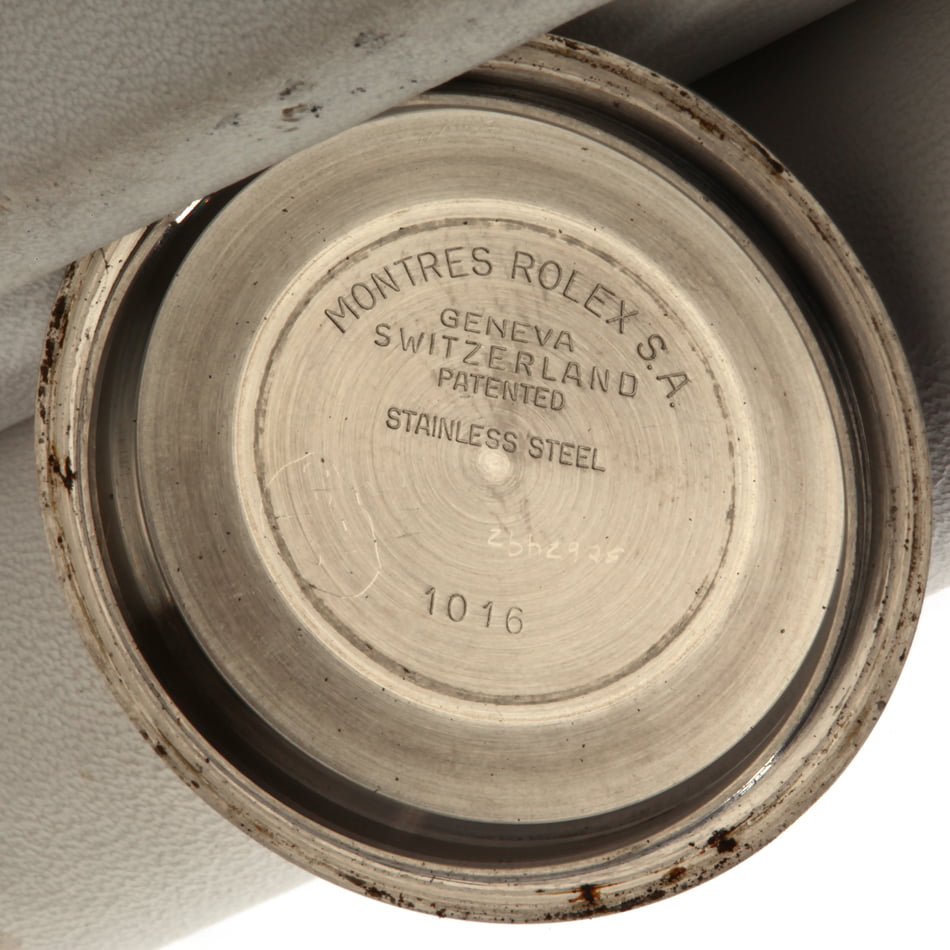 MONTRES ROLEX S.A.
GENEVA
SWITZERLAND
PATENTED
STAINLESS STEEL
1016